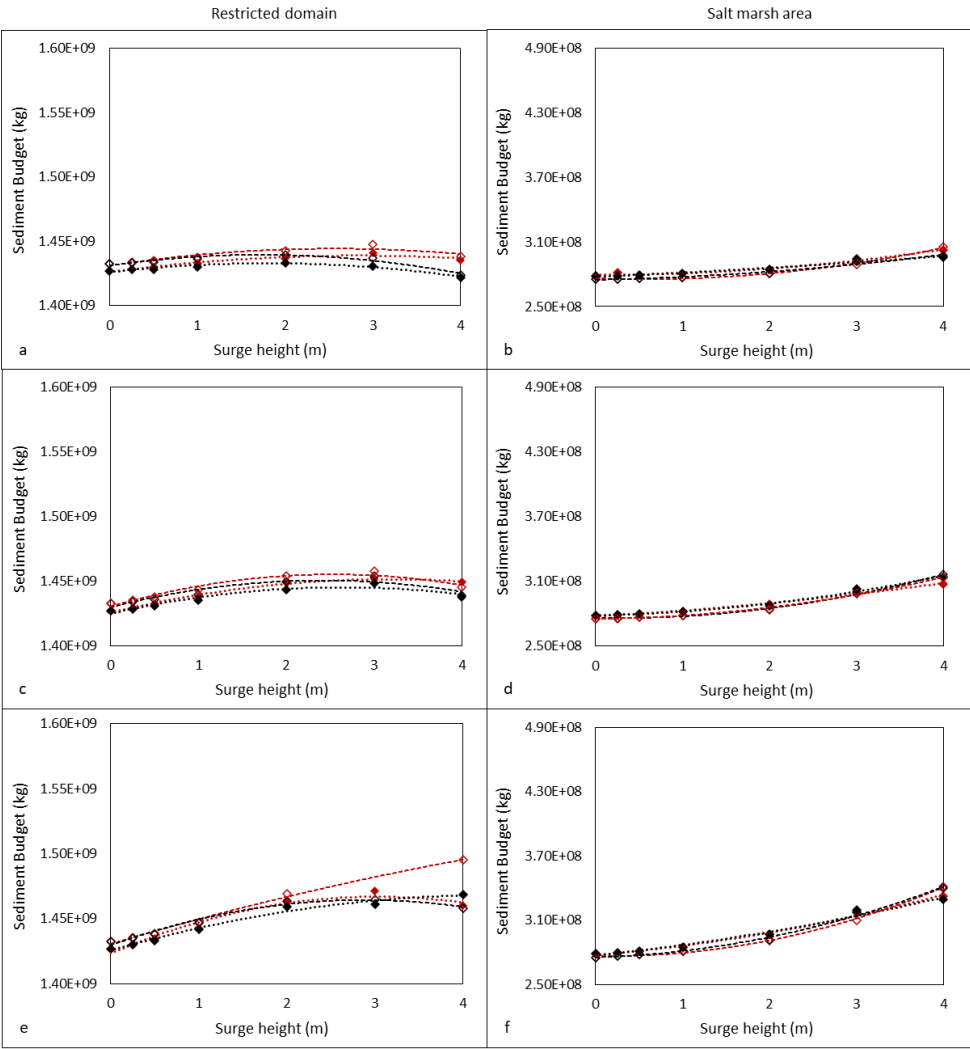 Restricted domain
Salt marsh area
1.60E+09
1.55E+09
1.50E+09
1.45E+09
1.40E+09
Sediment Budget (kg)
0 1 2 3 4
Surge height (m)
a
4.90E+08
4.30E+08
3.70E+08
3.10E+08
2.50E+08
Sediment Budget (kg)
0 1 2 3 4
Surge height (m)
b
1.60E+09
1.55E+09
1.50E+09
1.45E+09
1.40E+09
Sediment Budget (kg)
0 1 2 3 4
Surge height (m)
c
4.90E+08
4.30E+08
3.70E+08
3.10E+08
2.50E+08
Sediment Budget (kg)
0 1 2 3 4
Surge height (m)
d
1.60E+09
1.55E+09
1.50E+09
1.45E+09
1.40E+09
Sediment Budget (kg)
0 1 2 3 4
Surge height (m)
e
4.90E+08
4.30E+08
3.70E+08
3.10E+08
2.50E+08
Sediment Budget (kg)
0 1 2 3 4
Surge height (m)
f